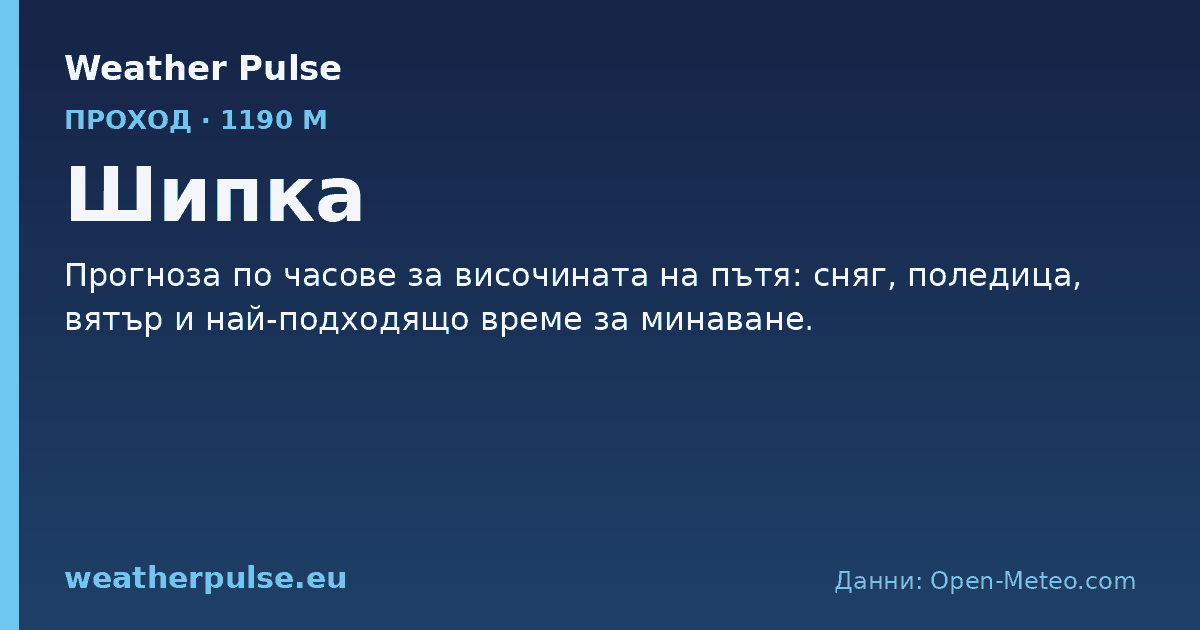 Weather Pulse
ПРОХОД · 1190 М
Шипка
Прогноза по часове за височината на пътя: сняг, поледица,
вятър и най-подходящо време за минаване.
weatherpulse.eu
Данни: Open-Meteo.com